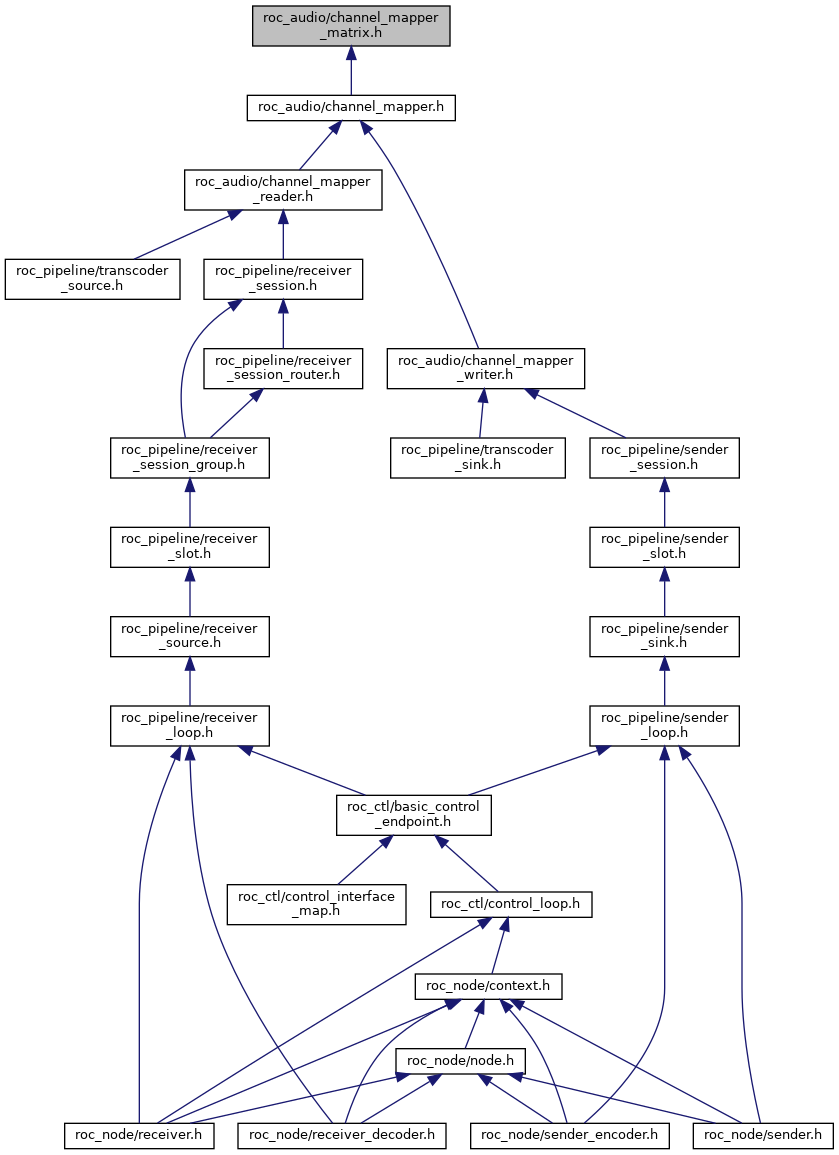 roc_audio/channel_mapper
_matrix.h
roc_audio/channel_mapper.h
roc_audio/channel_mapper
_reader.h
roc_pipeline/transcoder
_source.h
roc_pipeline/receiver
_session.h
roc_pipeline/receiver
_session_router.h
roc_audio/channel_mapper
_writer.h
roc_pipeline/receiver
_session_group.h
roc_pipeline/transcoder
_sink.h
roc_pipeline/sender
_session.h
roc_pipeline/receiver
_slot.h
roc_pipeline/sender
_slot.h
roc_pipeline/receiver
_source.h
roc_pipeline/sender
_sink.h
roc_pipeline/receiver
_loop.h
roc_pipeline/sender
_loop.h
roc_ctl/basic_control
_endpoint.h
roc_ctl/control_interface
_map.h
roc_ctl/control_loop.h
roc_node/context.h
roc_node/node.h
roc_node/receiver.h
roc_node/receiver_decoder.h
roc_node/sender_encoder.h
roc_node/sender.h